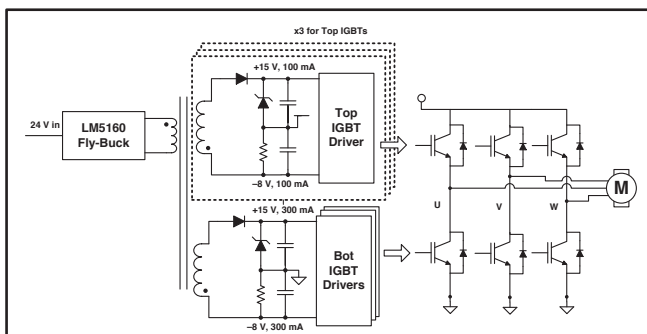 x3 for Top IGBTs
+15 V, 100 mA
24 V in
LM5160
Fly-Buck
Top
IGBT
Driver
–8 V, 100 mA
+15 V, 300 mA
Bot
IGBT
Drivers
–8 V, 300 mA
U
V
W
M